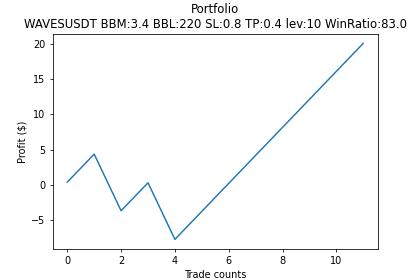 Portfolio
WAVESUSDT BBM:3.4 BBL:220 SL:0.8 TP:0.4 lev:10 WinRatio:83.0
20
15
10
5
0
−5
Profit ($)
0 2 4 6 8 10
Trade counts